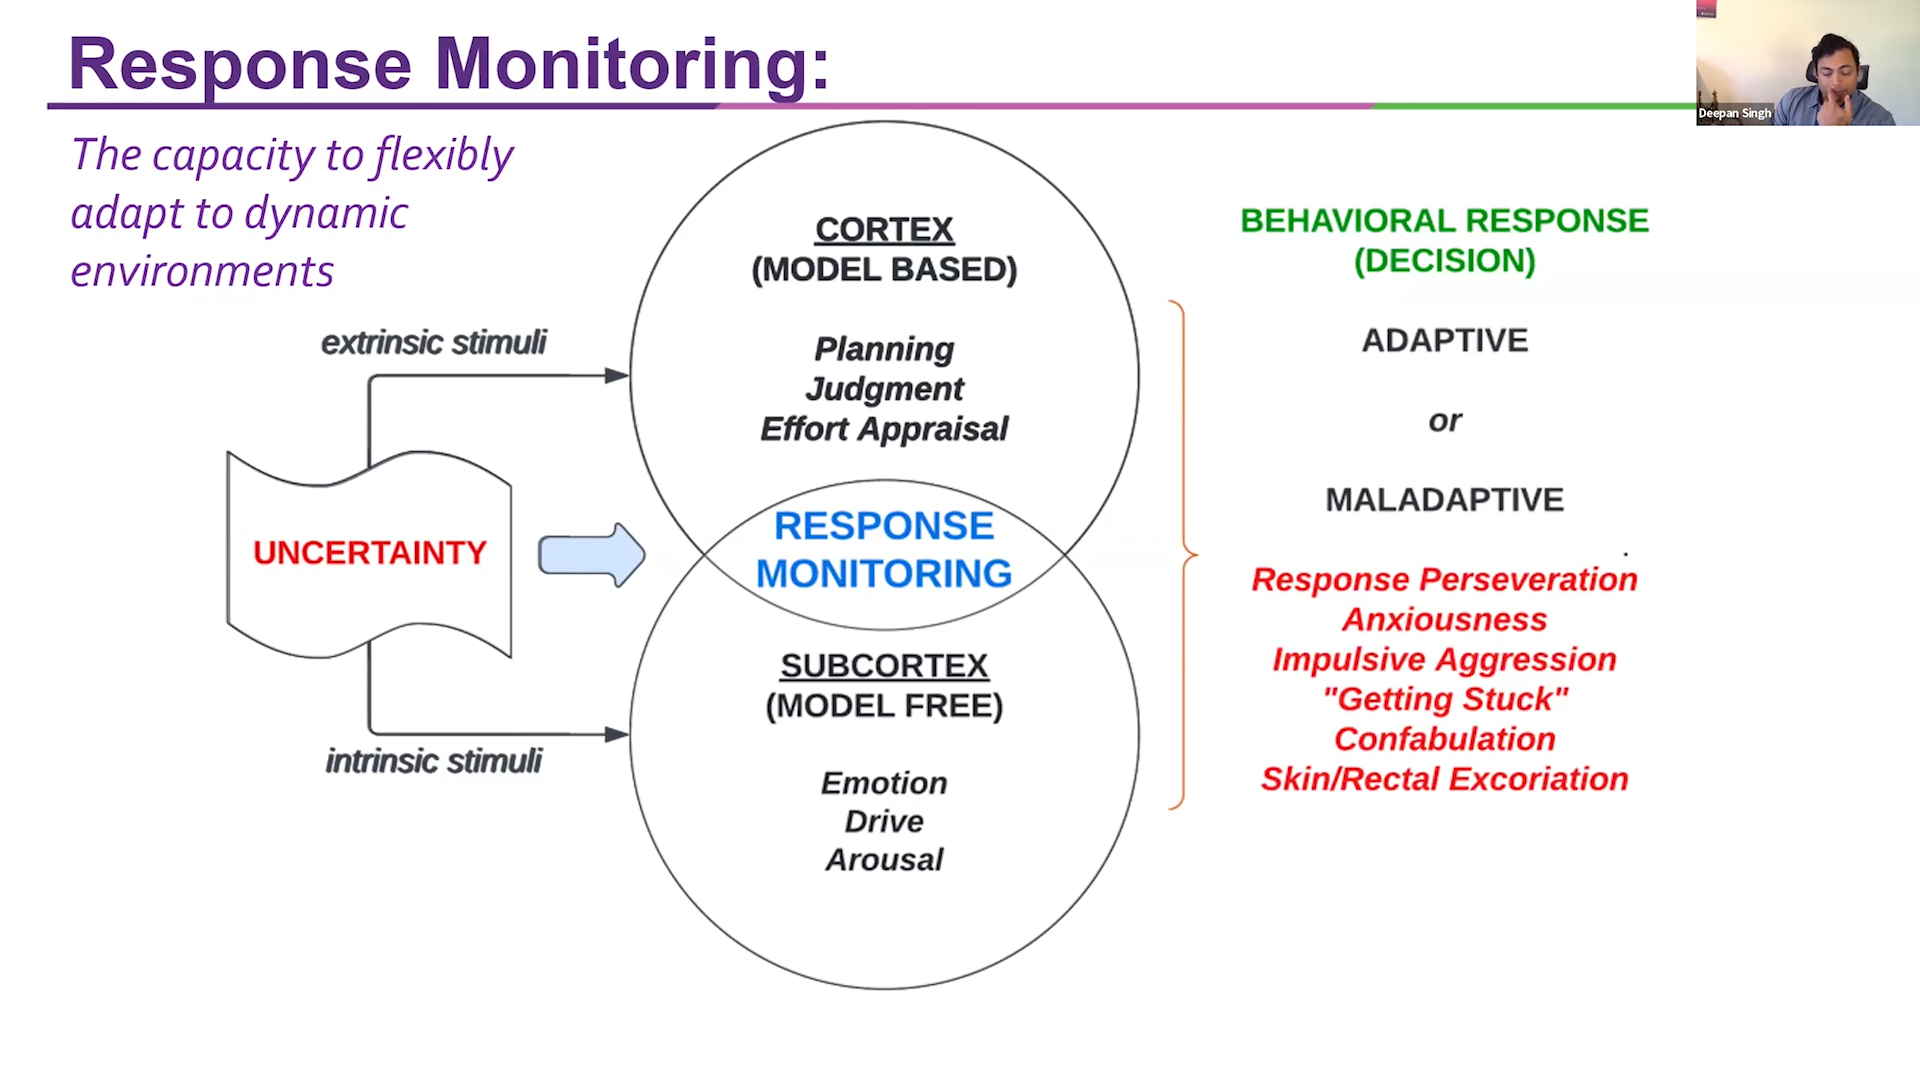 Response Monitoring:
Deepan Singh
The capacity to flexibly
adapt to dynamic
environments
extrinsic stimuli
UNCERTAINTY
intrinsic stimuli
CORTEX
(MODEL BASED)
Planning
Judgment
Effort Appraisal
RESPONSE
MONITORING
SUBCORTEX
(MODEL FREE)
Emotion
Drive
Arousal
BEHAVIORAL RESPONSE
(DECISION)
ADAPTIVE
or
MALADAPTIVE
.
Response Perseveration
Anxiousness
Impulsive Aggression
"Getting Stuck"
Confabulation
Skin/Rectal Excoriation